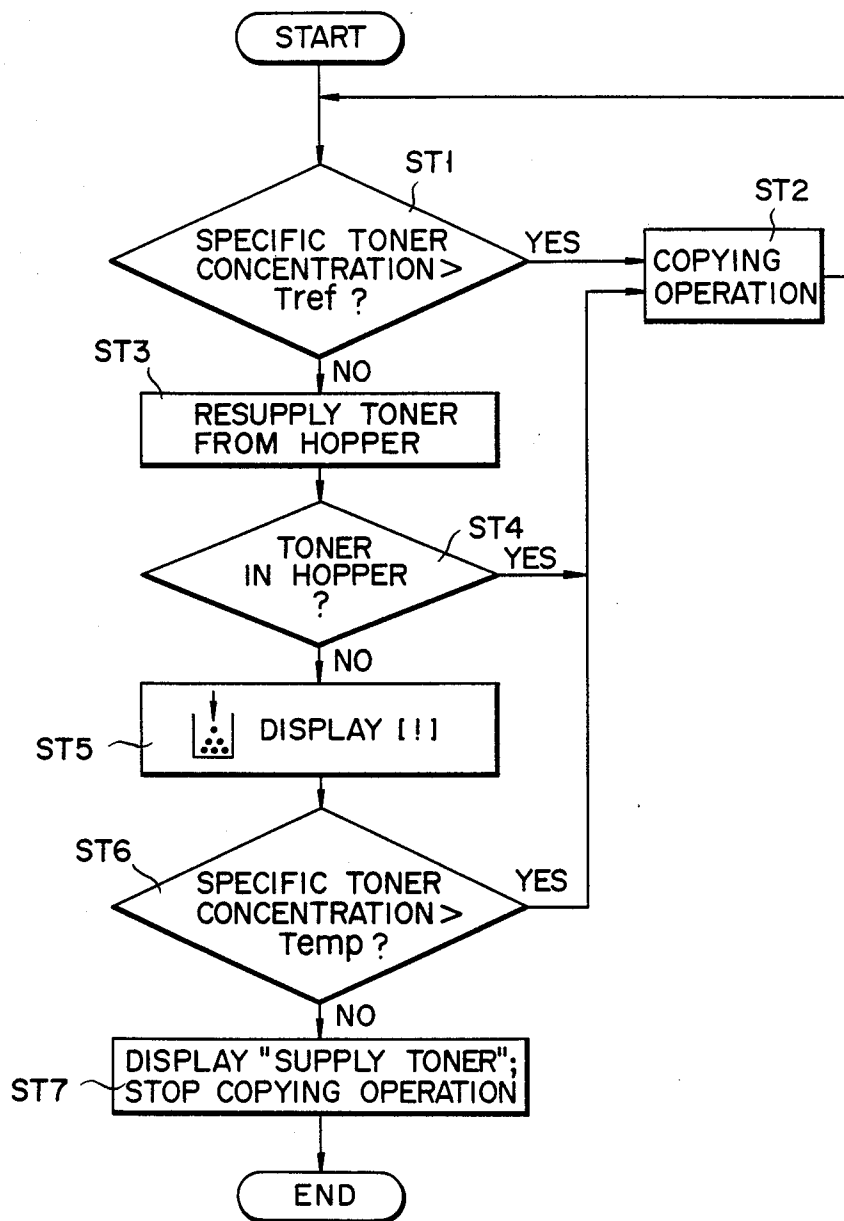 START
ST1
SPECIFIC TONER
CONCENTRATION>
Tref ?
YES
ST2
COPYING
OPERATION
NO
ST3
RESUPPLY TONER
FROM HOPPER
ST4
TONER
IN HOPPER
?
YES
NO
ST5
DISPLAY [!]
ST6
SPECIFIC TONER
CONCENTRATION>
Temp ?
YES
NO
ST7
DISPLAY "SUPPLY TONER";
STOP COPYING OPERATION
END